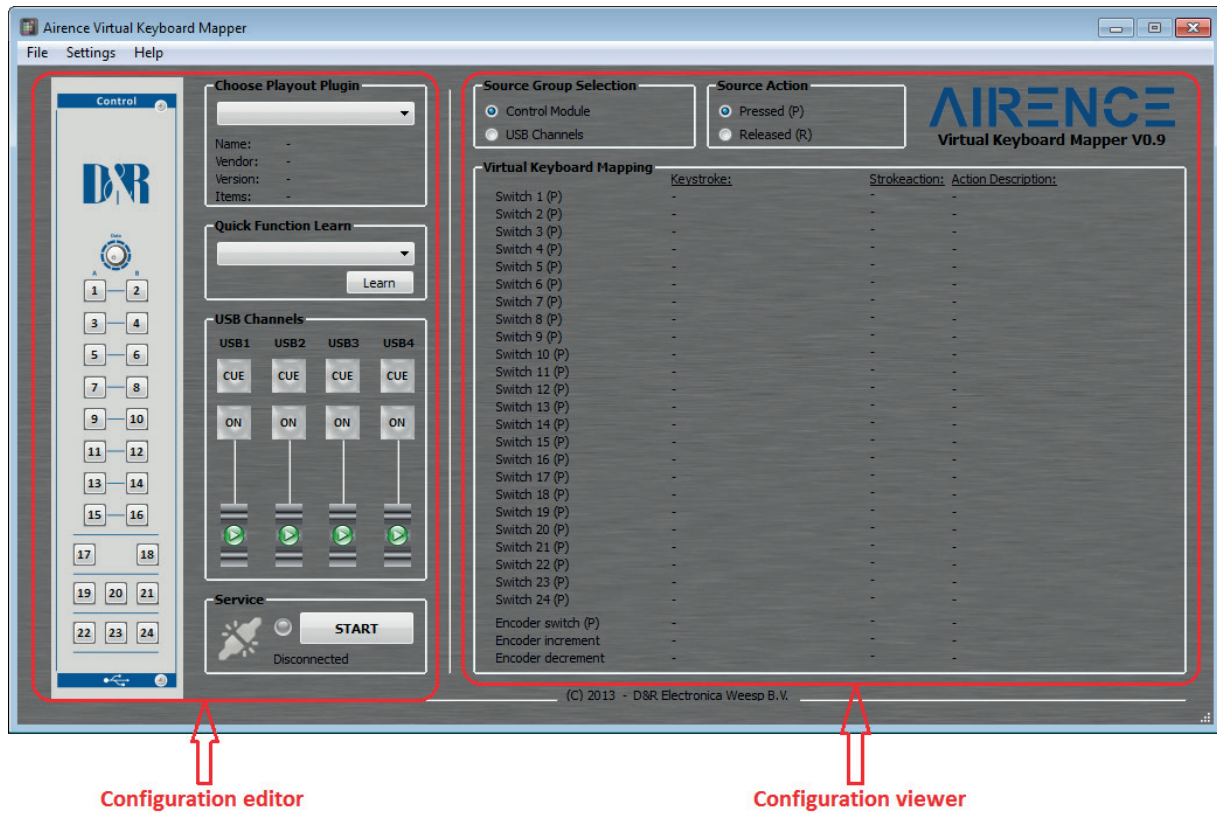 Airence Virtual Keyboard Mapper
File Settings Help
Control
D&R
Data
A B
1 2
3 4
5 6
7 8
9 10
11 12
13 14
15 16
17 18
19 20 21
22 23 24
Choose Playout Plugin
Name: -
Vendor: -
Version: -
Items: -
Quick Function Learn
Learn
USB Channels
USB1 USB2 USB3 USB4
CUE CUE CUE CUE
ON ON ON ON
Service
START
Disconnected
Source Group Selection
Control Module
USB Channels
Source Action
Pressed (P)
Released (R)
AIRENCE
Virtual Keyboard Mapper V0.9
Virtual Keyboard Mapping
Keystroke: Strokeaction: Action Description:
Switch 1 (P) - - -
Switch 2 (P) - - -
Switch 3 (P) - - -
Switch 4 (P) - - -
Switch 5 (P) - - -
Switch 6 (P) - - -
Switch 7 (P) - - -
Switch 8 (P) - - -
Switch 9 (P) - - -
Switch 10 (P) - - -
Switch 11 (P) - - -
Switch 12 (P) - - -
Switch 13 (P) - - -
Switch 14 (P) - - -
Switch 15 (P) - - -
Switch 16 (P) - - -
Switch 17 (P) - - -
Switch 18 (P) - - -
Switch 19 (P) - - -
Switch 20 (P) - - -
Switch 21 (P) - - -
Switch 22 (P) - - -
Switch 23 (P) - - -
Switch 24 (P) - - -
Encoder switch (P) - - -
Encoder increment - - -
Encoder decrement - - -
(C) 2013 - D&R Electronica Weesp B.V.
Configuration editor
Configuration viewer